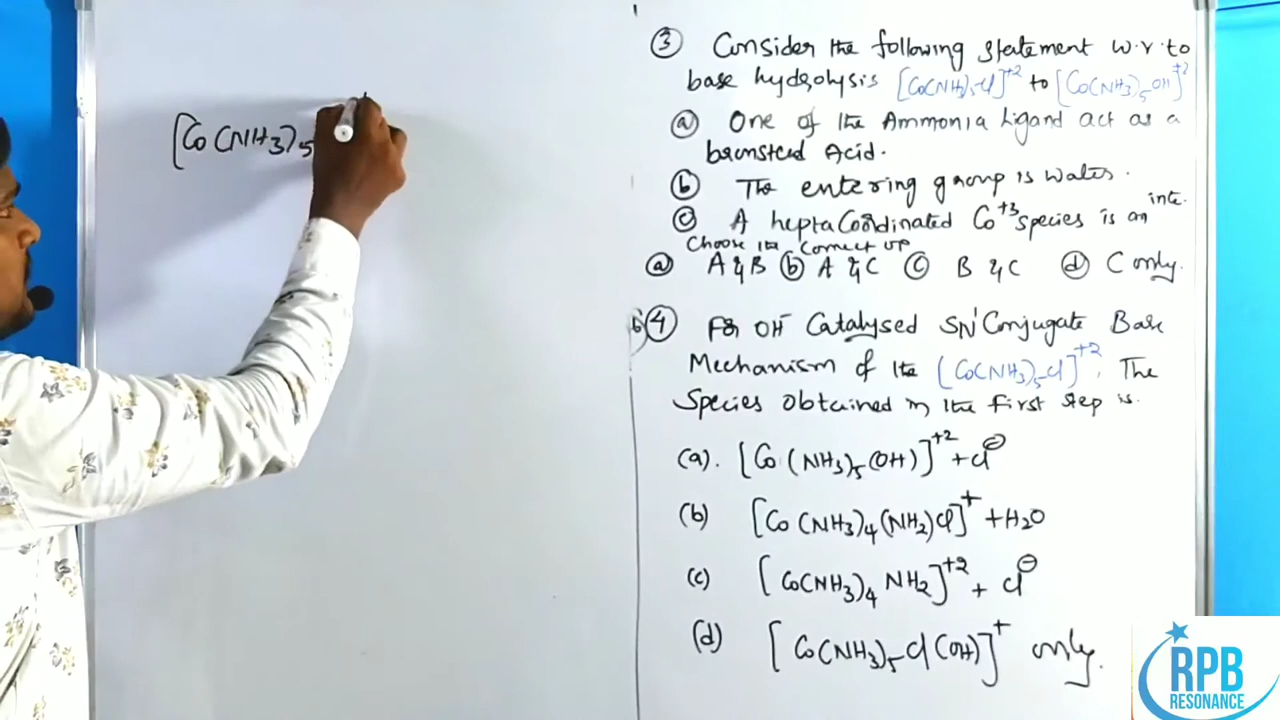 [Co(NH3)5
③ Consider the following statement w.r.to
base hydrolysis [Co(NH3)5Cl]+2 to [Co(NH3)5OH]+2
ⓐ One of the Ammonia Ligand act as a
bronsted Acid.
ⓑ The entering group is water.
ⓒ A heptacoordinated Co+3 species is an inte.
Choose the correct op
ⓐ A & B ⓑ A & C ⓒ B & C ⓓ C only.
④ For OH- Catalysed SN1 Conjugate Base
Mechanism of the [Co(NH3)5Cl]+2. The
Species obtained in the first step is.
(a). [Co(NH3)5(OH)]+2 + Cl⊖
(b) [Co(NH3)4(NH2)Cl]+ + H2O
(c) [Co(NH3)4 NH2]+2 + Cl⊖
(d) [Co(NH3)5Cl(OH)]+ only.
RPB
RESONANCE